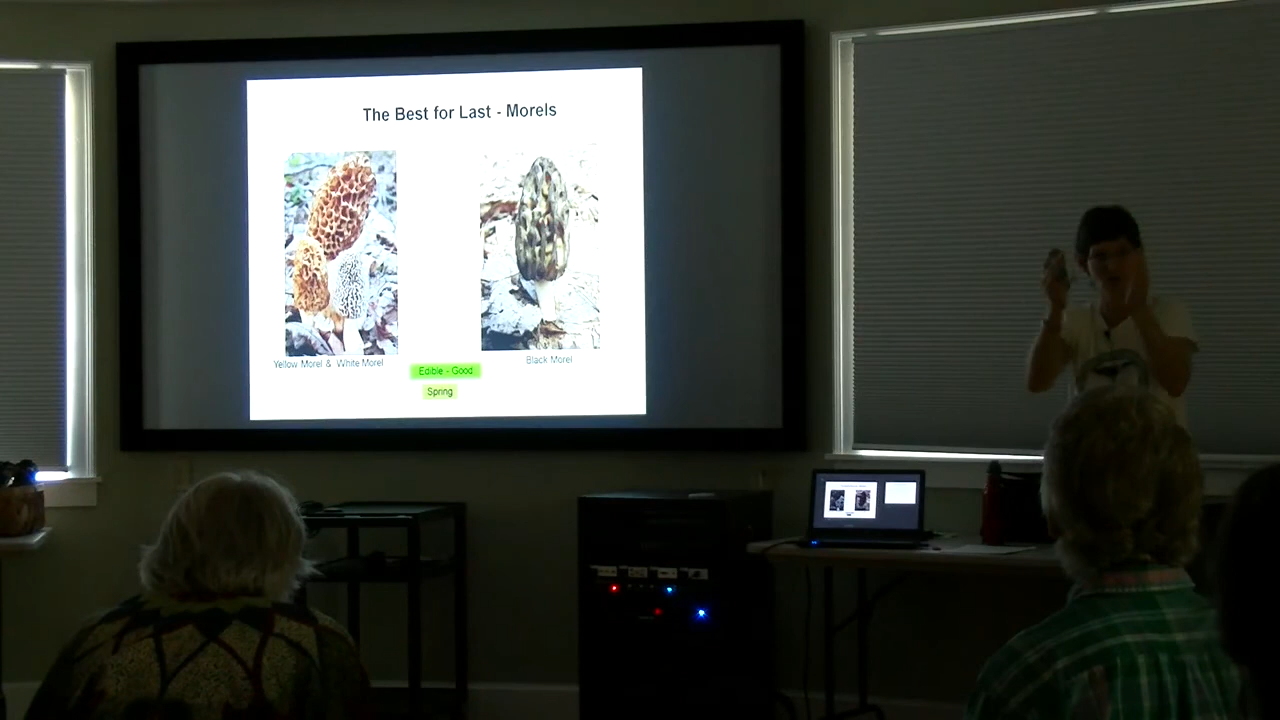 The Best for Last - Morels
Yellow Morel & White Morel
Black Morel
Edible - Good
Spring